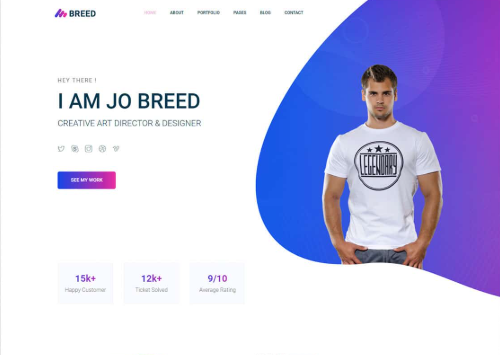 BREED
HOME ABOUT PORTFOLIO PAGES BLOG CONTACT
HEY THERE !
I AM JO BREED
CREATIVE ART DIRECTOR & DESIGNER
SEE MY WORK
LEGENDARY
15k+ 12k+ 9/10
Happy Customer Ticket Solved Average Rating